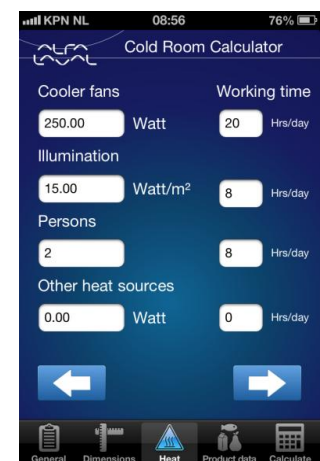 KPN NL 08:56 76%
ALFA LAVAL Cold Room Calculator
Cooler fans Working time
250.00 Watt 20 Hrs/day
Illumination
15.00 Watt/m² 8 Hrs/day
Persons
2 8 Hrs/day
Other heat sources
0.00 Watt 0 Hrs/day
General Dimensions Heat Product data Calculate